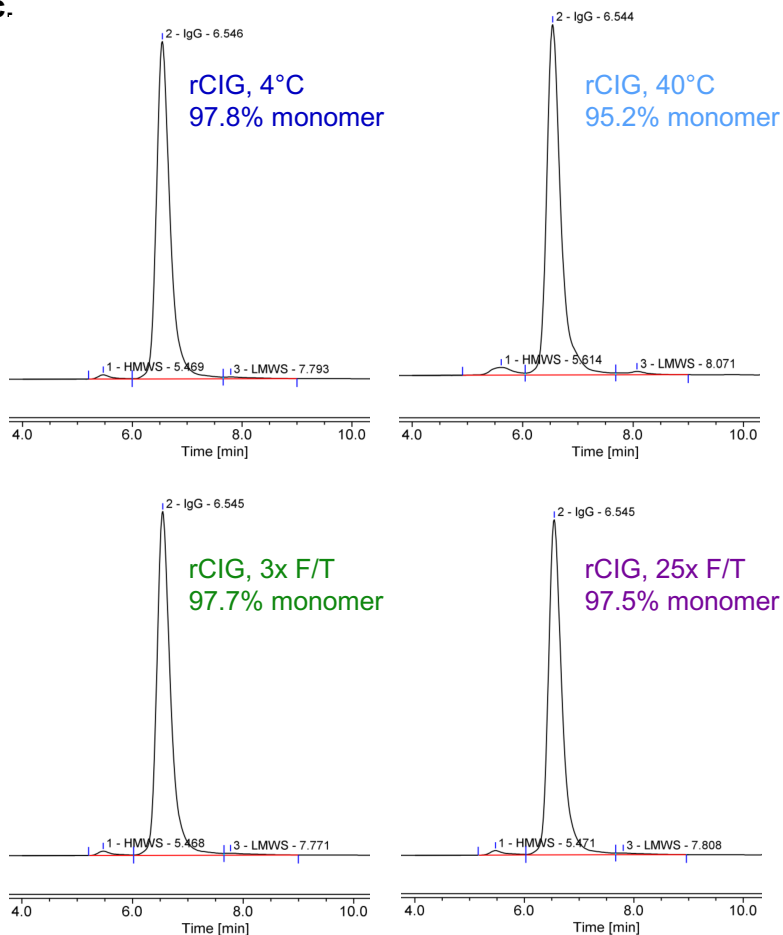 c.
2 - IgG - 6.546
rCIG, 4°C
97.8% monomer
1 - HMWS - 5.469
3 - LMWS - 7.793
4.0 6.0 8.0 10.0
Time [min]
2 - IgG - 6.544
rCIG, 40°C
95.2% monomer
1 - HMWS - 5.614
3 - LMWS - 8.071
4.0 6.0 8.0 10.0
Time [min]
2 - IgG - 6.545
rCIG, 3x F/T
97.7% monomer
1 - HMWS - 5.468
3 - LMWS - 7.771
4.0 6.0 8.0 10.0
Time [min]
2 - IgG - 6.545
rCIG, 25x F/T
97.5% monomer
1 - HMWS - 5.471
3 - LMWS - 7.808
4.0 6.0 8.0 10.0
Time [min]